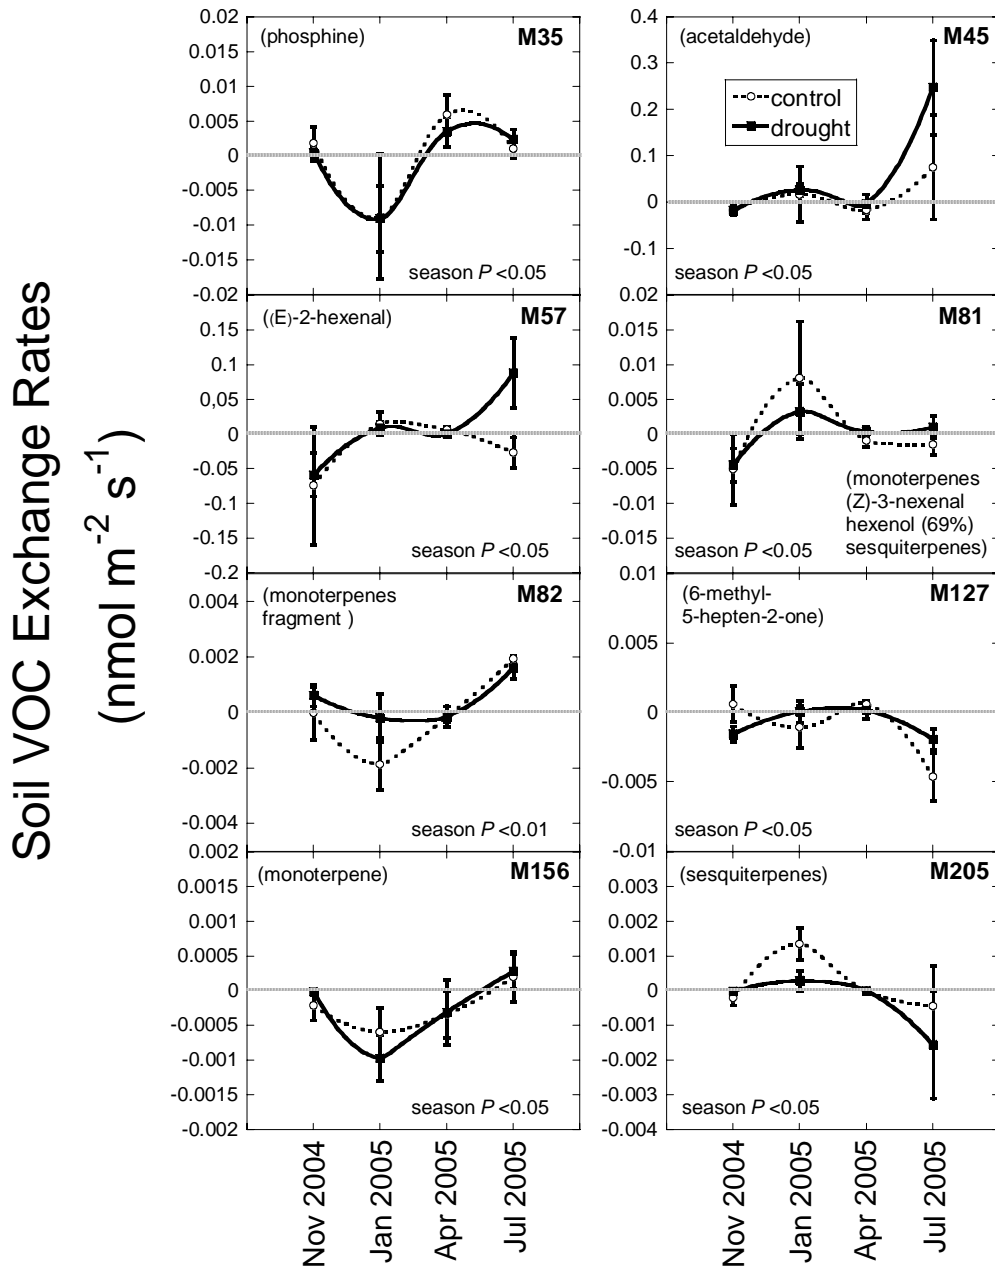 Soil VOC Exchange Rates
(nmol m-2 s-1)
0.02
0.015
0.01
0.005
0
-0.005
-0.01
-0.02
(phosphine)
M35
season P <0.05
0.4
0.3
0.2
0.1
0
-0.1
(acetaldehyde)
M45
control
drought
season P <0.05
0.15
0.1
0,05
0
-0.05
-0.1
-0.15
-0.2
((E)-2-hexenal)
M57
season P <0.05
0.02
0.015
0.01
0.005
0
-0.005
-0.01
-0.015
M81
(monoterpenes
(Z)-3-nexenal
hexenol (69%)
sesquiterpenes)
season P <0.05
0.004
0.002
0
-0.002
-0.004
(monoterpenes
fragment )
M82
season P <0.01
0.01
0.005
0
-0.005
-0.01
(6-methyl-
5-hepten-2-one)
M127
season P <0.05
0.002
0.0015
0.001
0.0005
0
-0.0005
-0.001
-0.0015
-0.002
(monoterpene)
M156
season P <0.05
0.003
0.002
0.001
0
-0.001
-0.002
-0.003
-0.004
(sesquiterpenes)
M205
season P <0.05
Nov 2004
Jan 2005
Apr 2005
Jul 2005
Nov 2004
Jan 2005
Apr 2005
Jul 2005